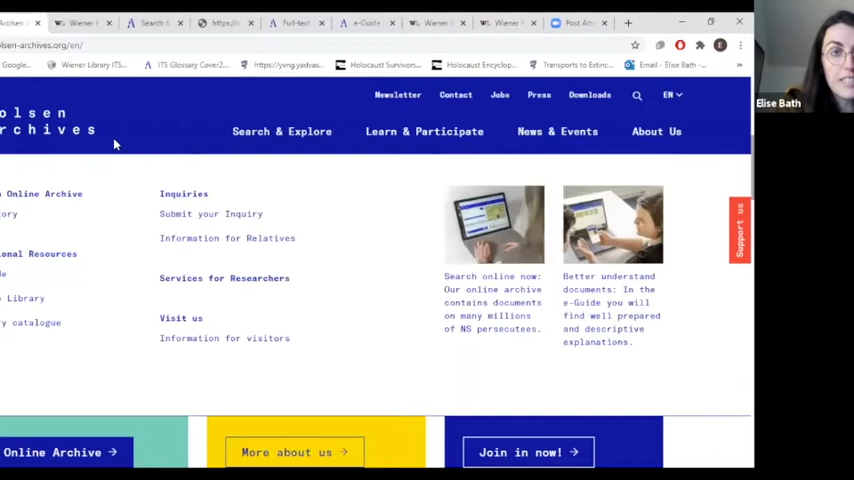 Arolsen
Wiener H
Search &
https://c
Full-text
e-Guide
Wiener H
Wiener H
Post Att
olsen-archives.org/en/
Google...
Wiener Library ITS...
ITS Glossary Cover2...
https://yvng.yadvas...
Holocaust Survivors...
Holocaust Encyclop...
Transports to Extinc...
Email - Elise Bath -...
Newsletter
Contact
Jobs
Press
Downloads
EN
olsen
rchives
Search & Explore
Learn & Participate
News & Events
About Us
Elise Bath
Online Archive
Inquiries
tory
Submit your Inquiry
Information for Relatives
ional Resources
Services for Researchers
Library
Visit us
ry catalogue
Information for visitors
Search online now:
Our online archive
contains documents
on many millions
of NS persecutees.
Better understand
documents: In the
e-Guide you will
find well prepared
and descriptive
explanations.
Support us
Online Archive →
More about us →
Join in now! →